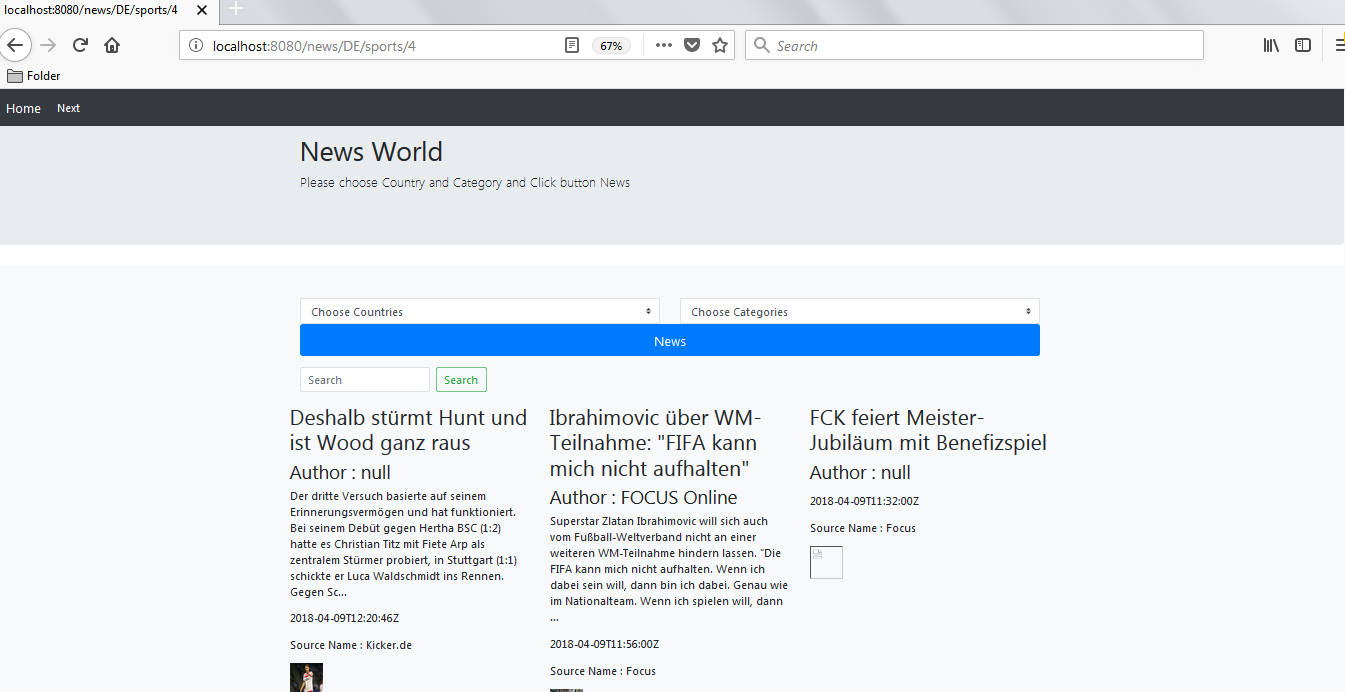 localhost:8080/news/DE/sports/4
localhost:8080/news/DE/sports/4
67%
Search
Folder
Home Next
News World
Please choose Country and Category and Click button News
Choose Countries
Choose Categories
News
Search
Search
Deshalb stürmt Hunt und
ist Wood ganz raus
Author : null
Der dritte Versuch basierte auf seinem
Erinnerungsvermögen und hat funktioniert.
Bei seinem Debüt gegen Hertha BSC (1:2)
hatte es Christian Titz mit Fiete Arp als
zentralem Stürmer probiert, in Stuttgart (1:1)
schickte er Luca Waldschmidt ins Rennen.
Gegen Sc...
2018-04-09T12:20:46Z
Source Name : Kicker.de
Ibrahimovic über WM-
Teilnahme: "FIFA kann
mich nicht aufhalten"
Author : FOCUS Online
Superstar Zlatan Ibrahimovic will sich auch
vom Fußball-Weltverband nicht an einer
weiteren WM-Teilnahme hindern lassen. "Die
FIFA kann mich nicht aufhalten. Wenn ich
dabei sein will, dann bin ich dabei. Genau wie
im Nationalteam. Wenn ich spielen will, dann
...
2018-04-09T11:56:00Z
Source Name : Focus
FCK feiert Meister-
Jubiläum mit Benefizspiel
Author : null
2018-04-09T11:32:00Z
Source Name : Focus